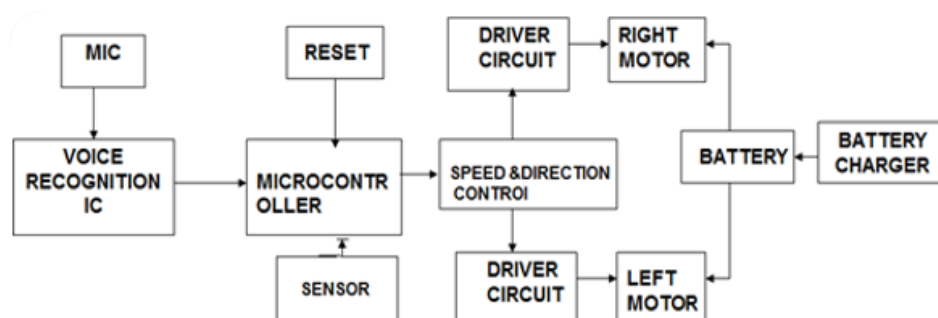 MIC
RESET
DRIVER
CIRCUIT
RIGHT
MOTOR
VOICE
RECOGNITION
IC
MICROCONTR
OLLER
SPEED &DIRECTION
CONTROl
BATTERY
BATTERY
CHARGER
SENSOR
DRIVER
CIRCUIT
LEFT
MOTOR